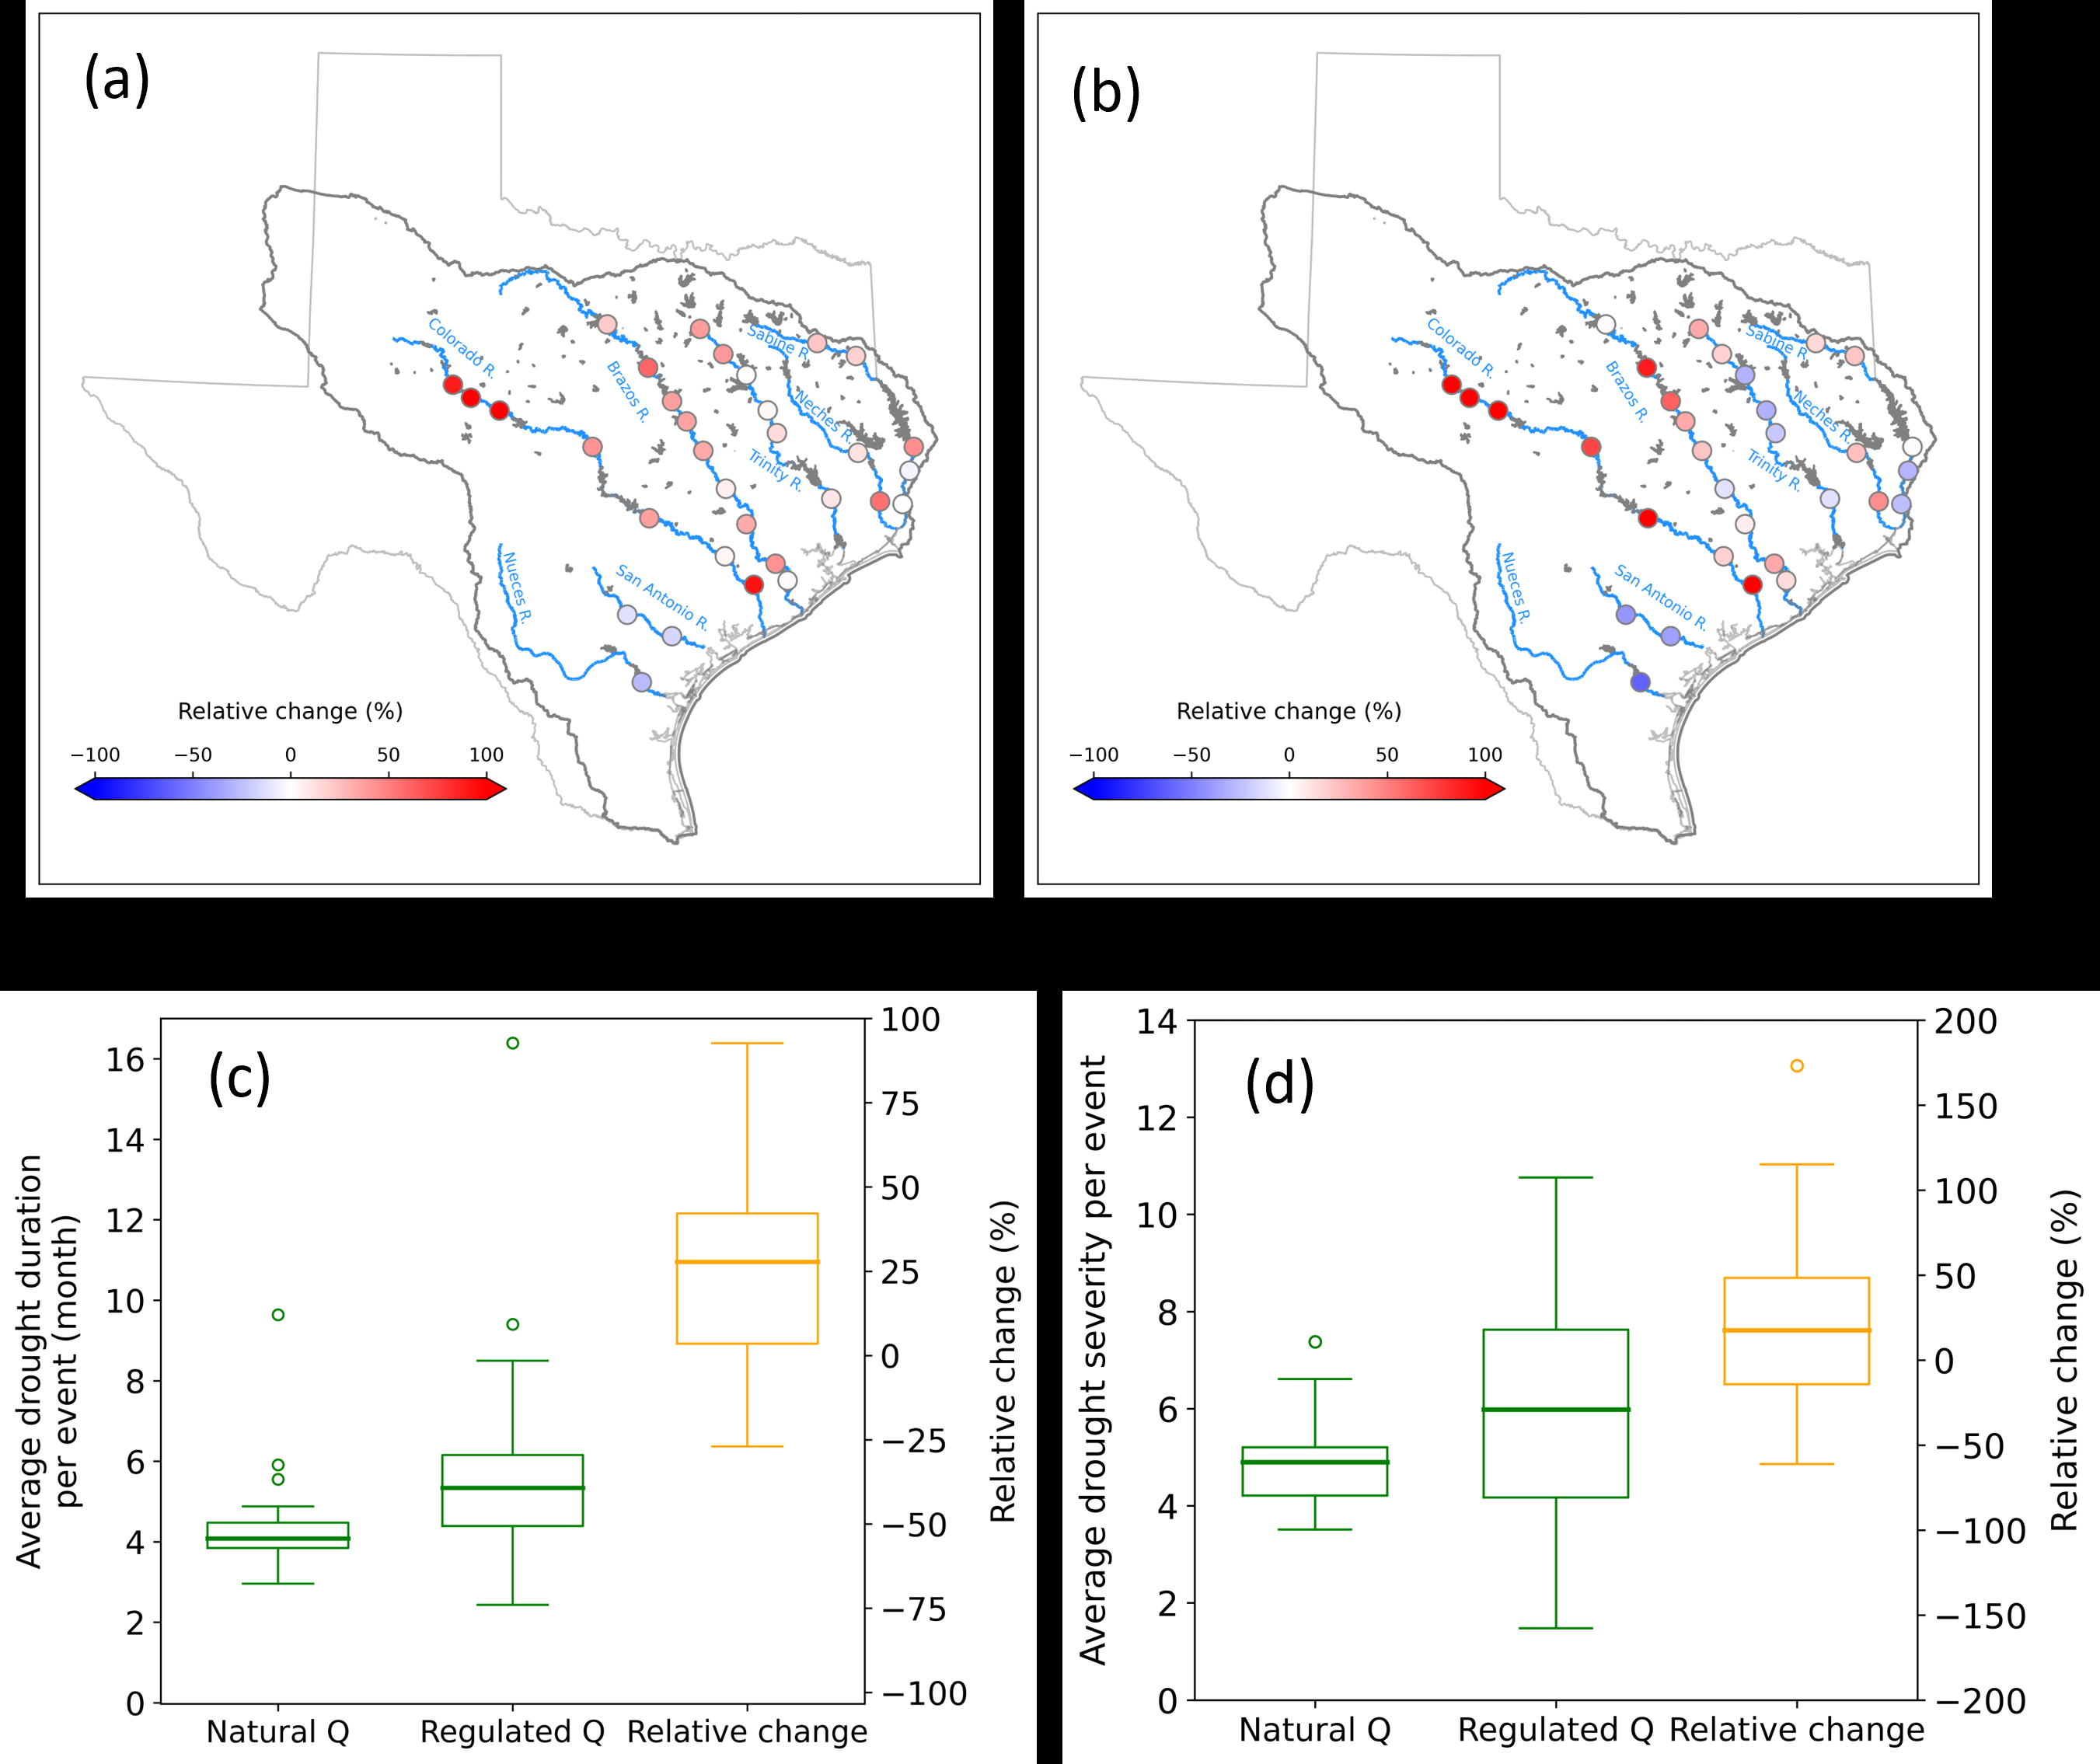 (a)
Colorado R.
Brazos R.
Sabine R.
Neches R.
Trinity R.
Nueces R.
San Antonio R.
Relative change (%)
−100 −50 0 50 100
(b)
Colorado R.
Brazos R.
Sabine R.
Neches R.
Trinity R.
Nueces R.
San Antonio R.
Relative change (%)
−100 −50 0 50 100
(c)
Average drought duration
per event (month)
16
14
12
10
8
6
4
2
0
100
75
50
25
0
−25
−50
−75
−100
Relative change (%)
Natural Q Regulated Q Relative change
(d)
Average drought severity per event
14
12
10
8
6
4
2
0
200
150
100
50
0
−50
−100
−150
−200
Relative change (%)
Natural Q Regulated Q Relative change